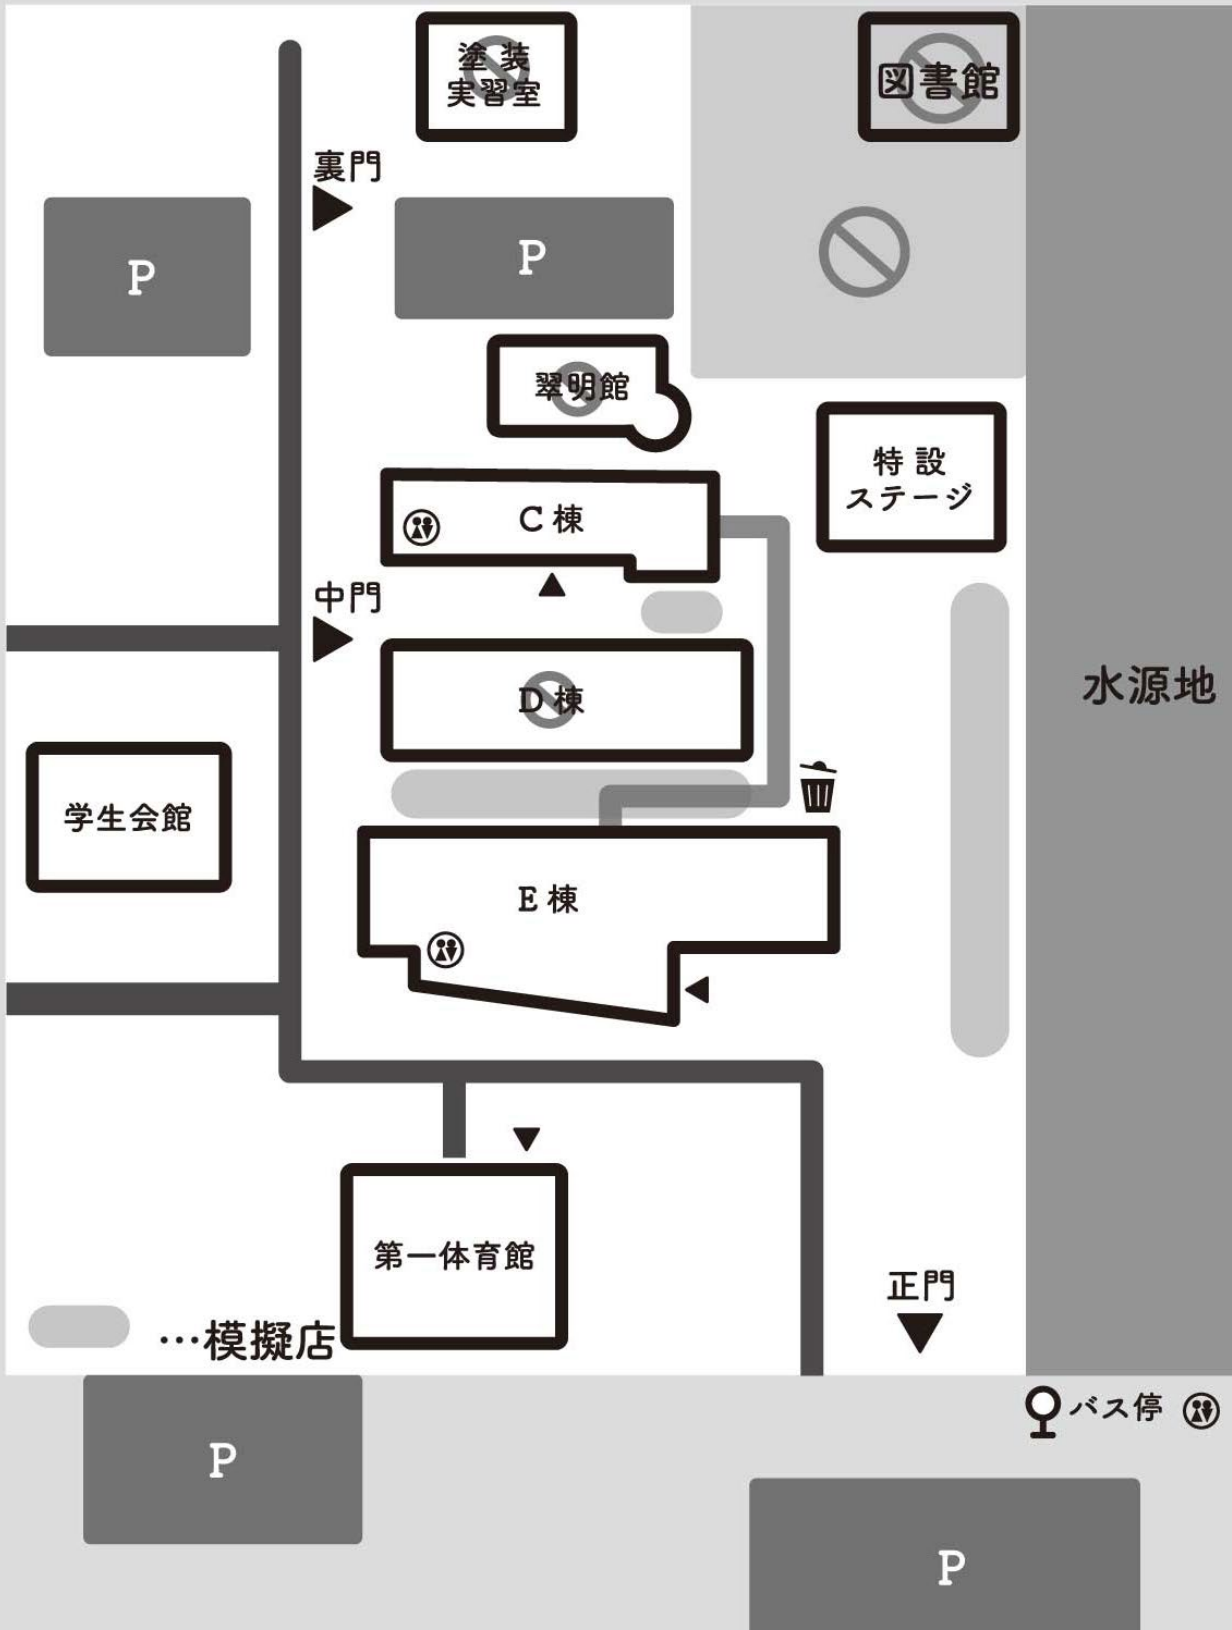 塗装
実習室
図書館
裏門
P
P
翠明館
特設
ステージ
C棟
中門
D棟
水源地
学生会館
E棟
第一体育館
正門
…模擬店
バス停
P
P